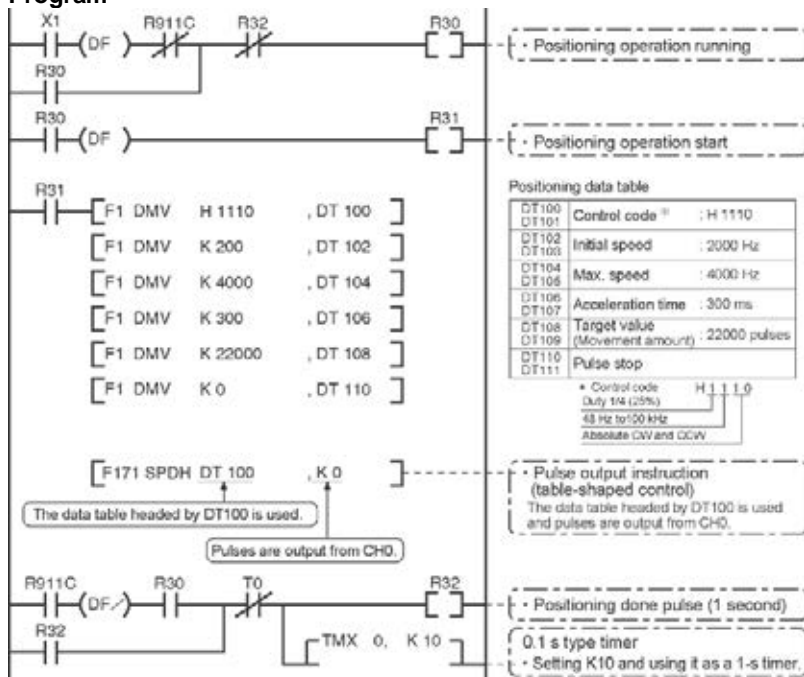 Program
X1 R911C R32 R30
(DF)
· Positioning operation running
R30
R30 R31
(DF)
· Positioning operation start
R31
F1 DMV H 1110 , DT 100
F1 DMV K 200 , DT 102
F1 DMV K 4000 , DT 104
F1 DMV K 300 , DT 106
F1 DMV K 22000 , DT 108
F1 DMV K 0 , DT 110
Positioning data table
DT100 DT101 Control code * : H 1110
DT102 DT103 Initial speed : 2000 Hz
DT104 DT105 Max. speed : 4000 Hz
DT106 DT107 Acceleration time : 300 ms
DT108 DT109 Target value (Movement amount) : 22000 pulses
DT110 DT111 Pulse stop
* Control code H 1 1 1 0
Duty 1/4 (25%)
48 Hz to100 kHz
Absolute CW and CCW
F171 SPDH DT 100 , K 0
The data table headed by DT100 is used.
Pulses are output from CH0.
· Pulse output instruction
(table-shaped control)
The data table headed by DT100 is used
and pulses are output from CH0.
R911C R30 T0 R32
(DF/)
· Positioning done pulse (1 second)
R32
TMX 0, K 10
0.1 s type timer
· Setting K10 and using it as a 1-s timer.